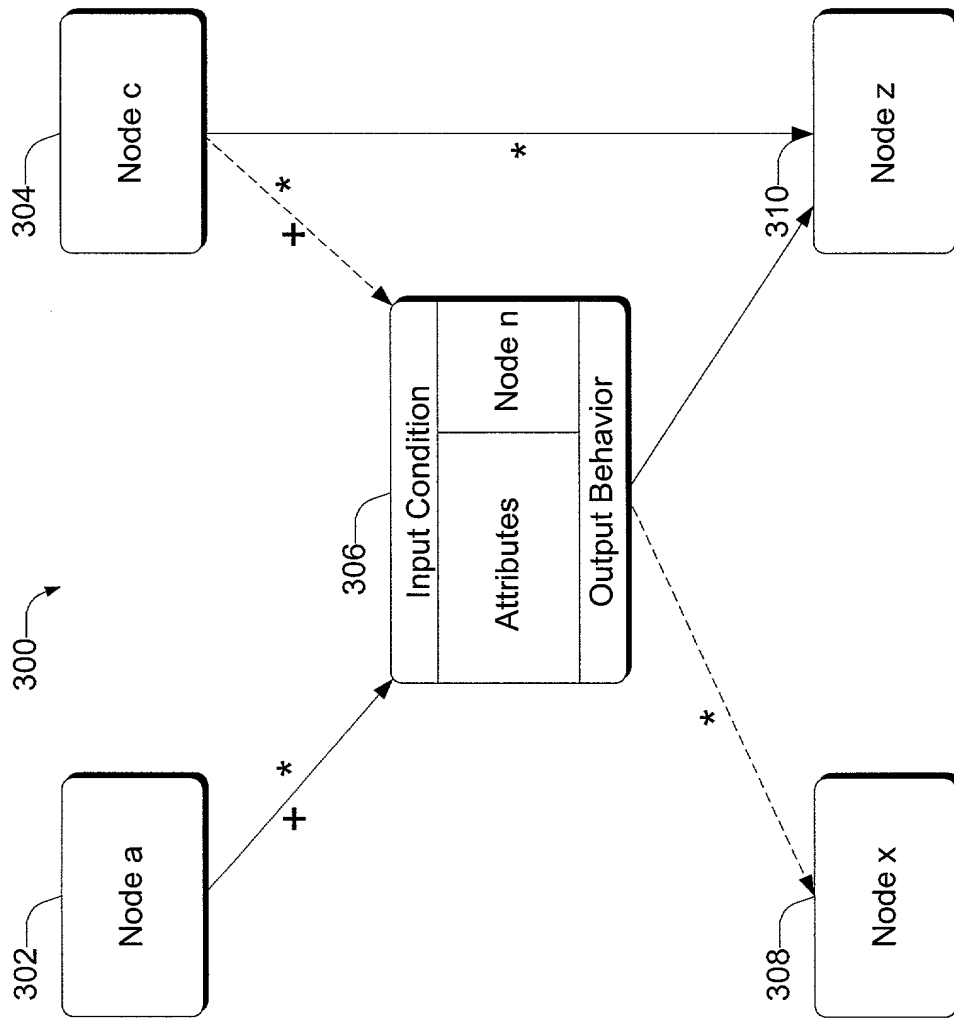 300
302
Node a
304
Node c
+ *
+ *
306
Input Condition
Attributes
Node n
Output Behavior
*
*
308
Node x
310
Node z